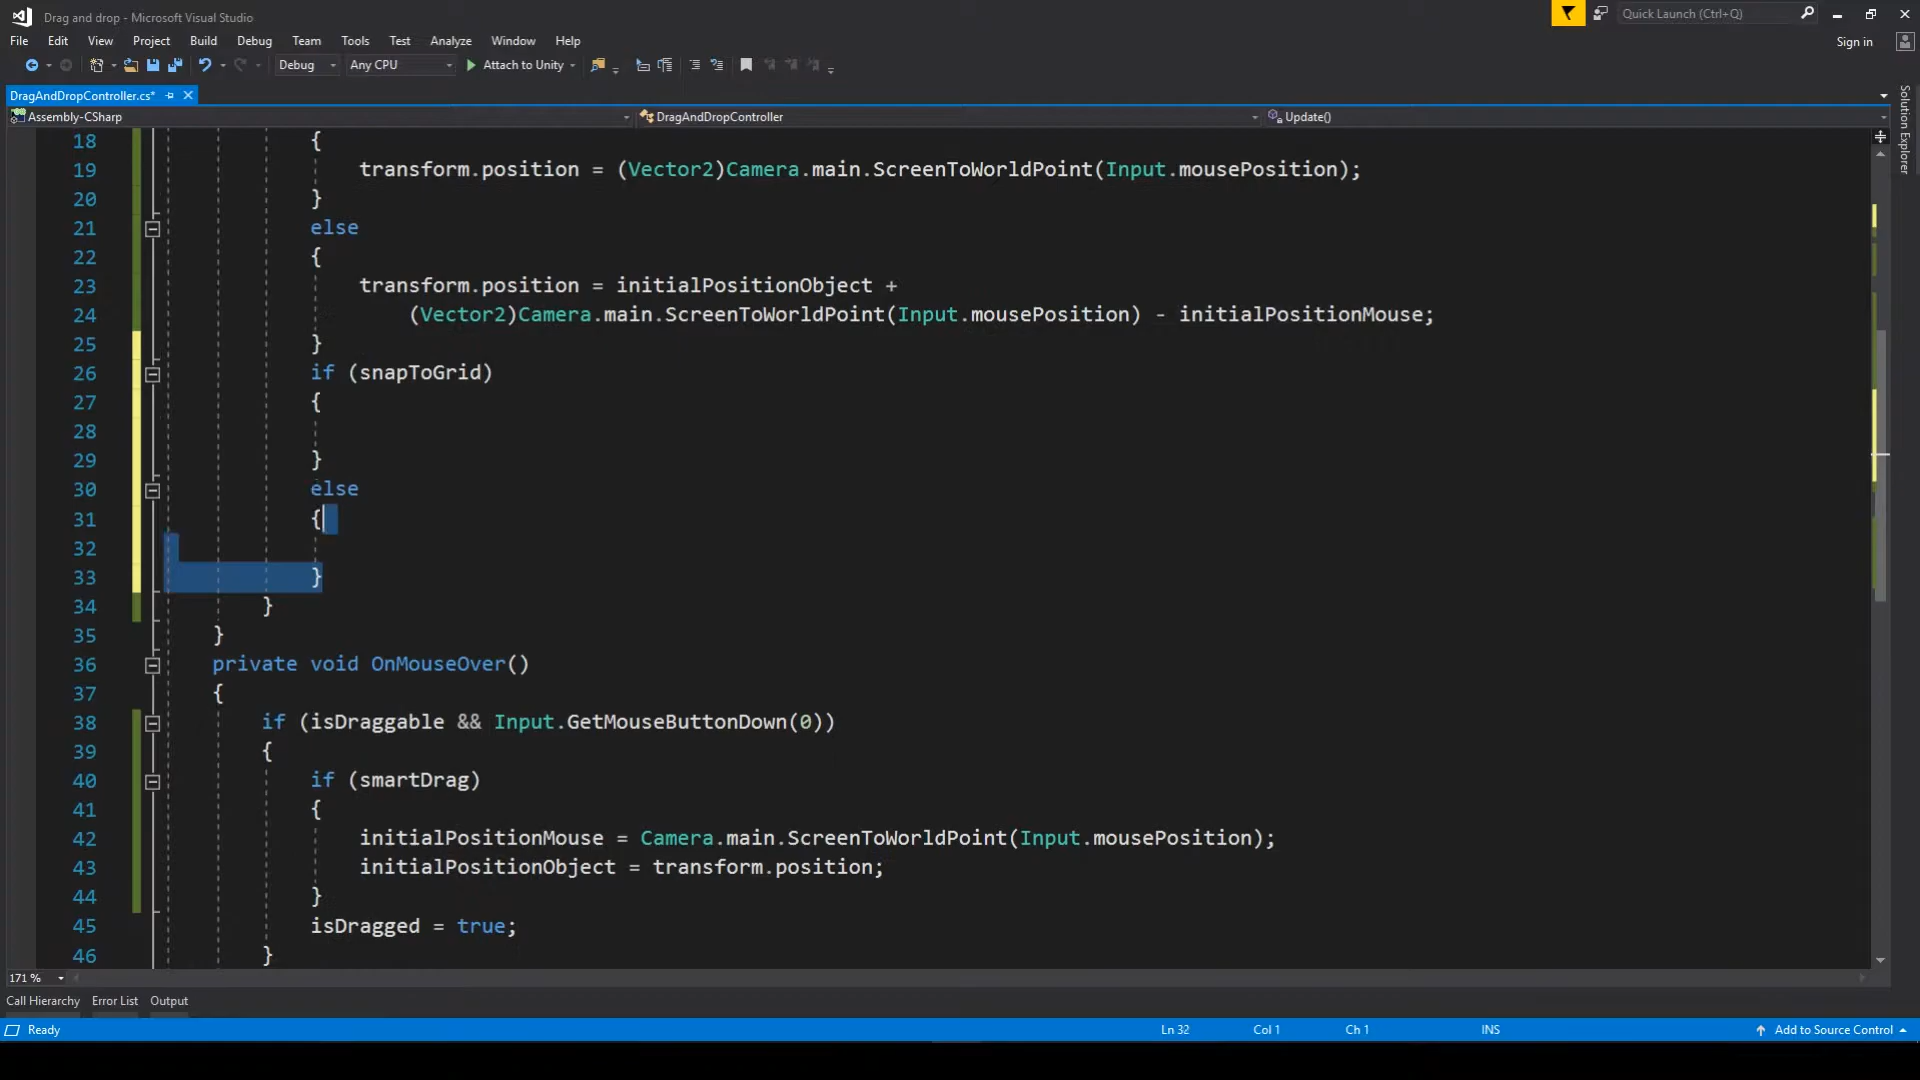 Drag and drop - Microsoft Visual Studio
Quick Launch (Ctrl+Q)
File Edit View Project Build Debug Team Tools Test Analyze Window Help
Sign in
Debug Any CPU Attach to Unity
DragAndDropController.cs*
Assembly-CSharp DragAndDropController Update()
Solution Explorer
18 {
19 transform.position = (Vector2)Camera.main.ScreenToWorldPoint(Input.mousePosition);
20 }
21 else
22 {
23 transform.position = initialPositionObject +
24 (Vector2)Camera.main.ScreenToWorldPoint(Input.mousePosition) - initialPositionMouse;
25 }
26 if (snapToGrid)
27 {
28
29 }
30 else
31 {
32
33 }
34 }
35 }
36 private void OnMouseOver()
37 {
38 if (isDraggable && Input.GetMouseButtonDown(0))
39 {
40 if (smartDrag)
41 {
42 initialPositionMouse = Camera.main.ScreenToWorldPoint(Input.mousePosition);
43 initialPositionObject = transform.position;
44 }
45 isDragged = true;
46 }
171 %
Call Hierarchy Error List Output
Ready Ln 32 Col 1 Ch 1 INS Add to Source Control